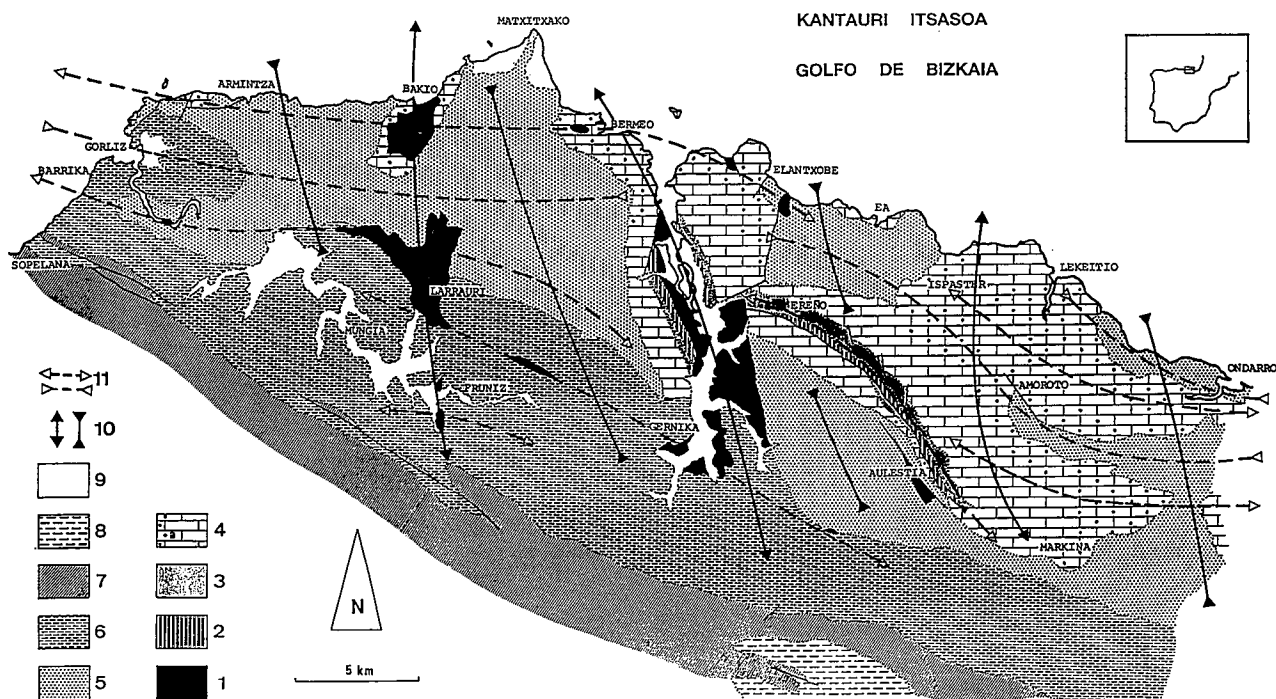 KANTAURI ITSASOA
GOLFO DE BIZKAIA
MATXITXAKO
ARMINTZA
BAKIO
BERMEO
GORLIZ
BARRIKA
ELANTXOBE
EA
SOPELANA
LEKEITIO
ISPASTER
LARRAURI
EREÑO
MUNGIA
ONDARRO
FRUNIZ
AMOROTO
GERNIKA
AULESTIA
MARKINA
11
10
9
8
4
7
3
6
2
5
1
N
5 km